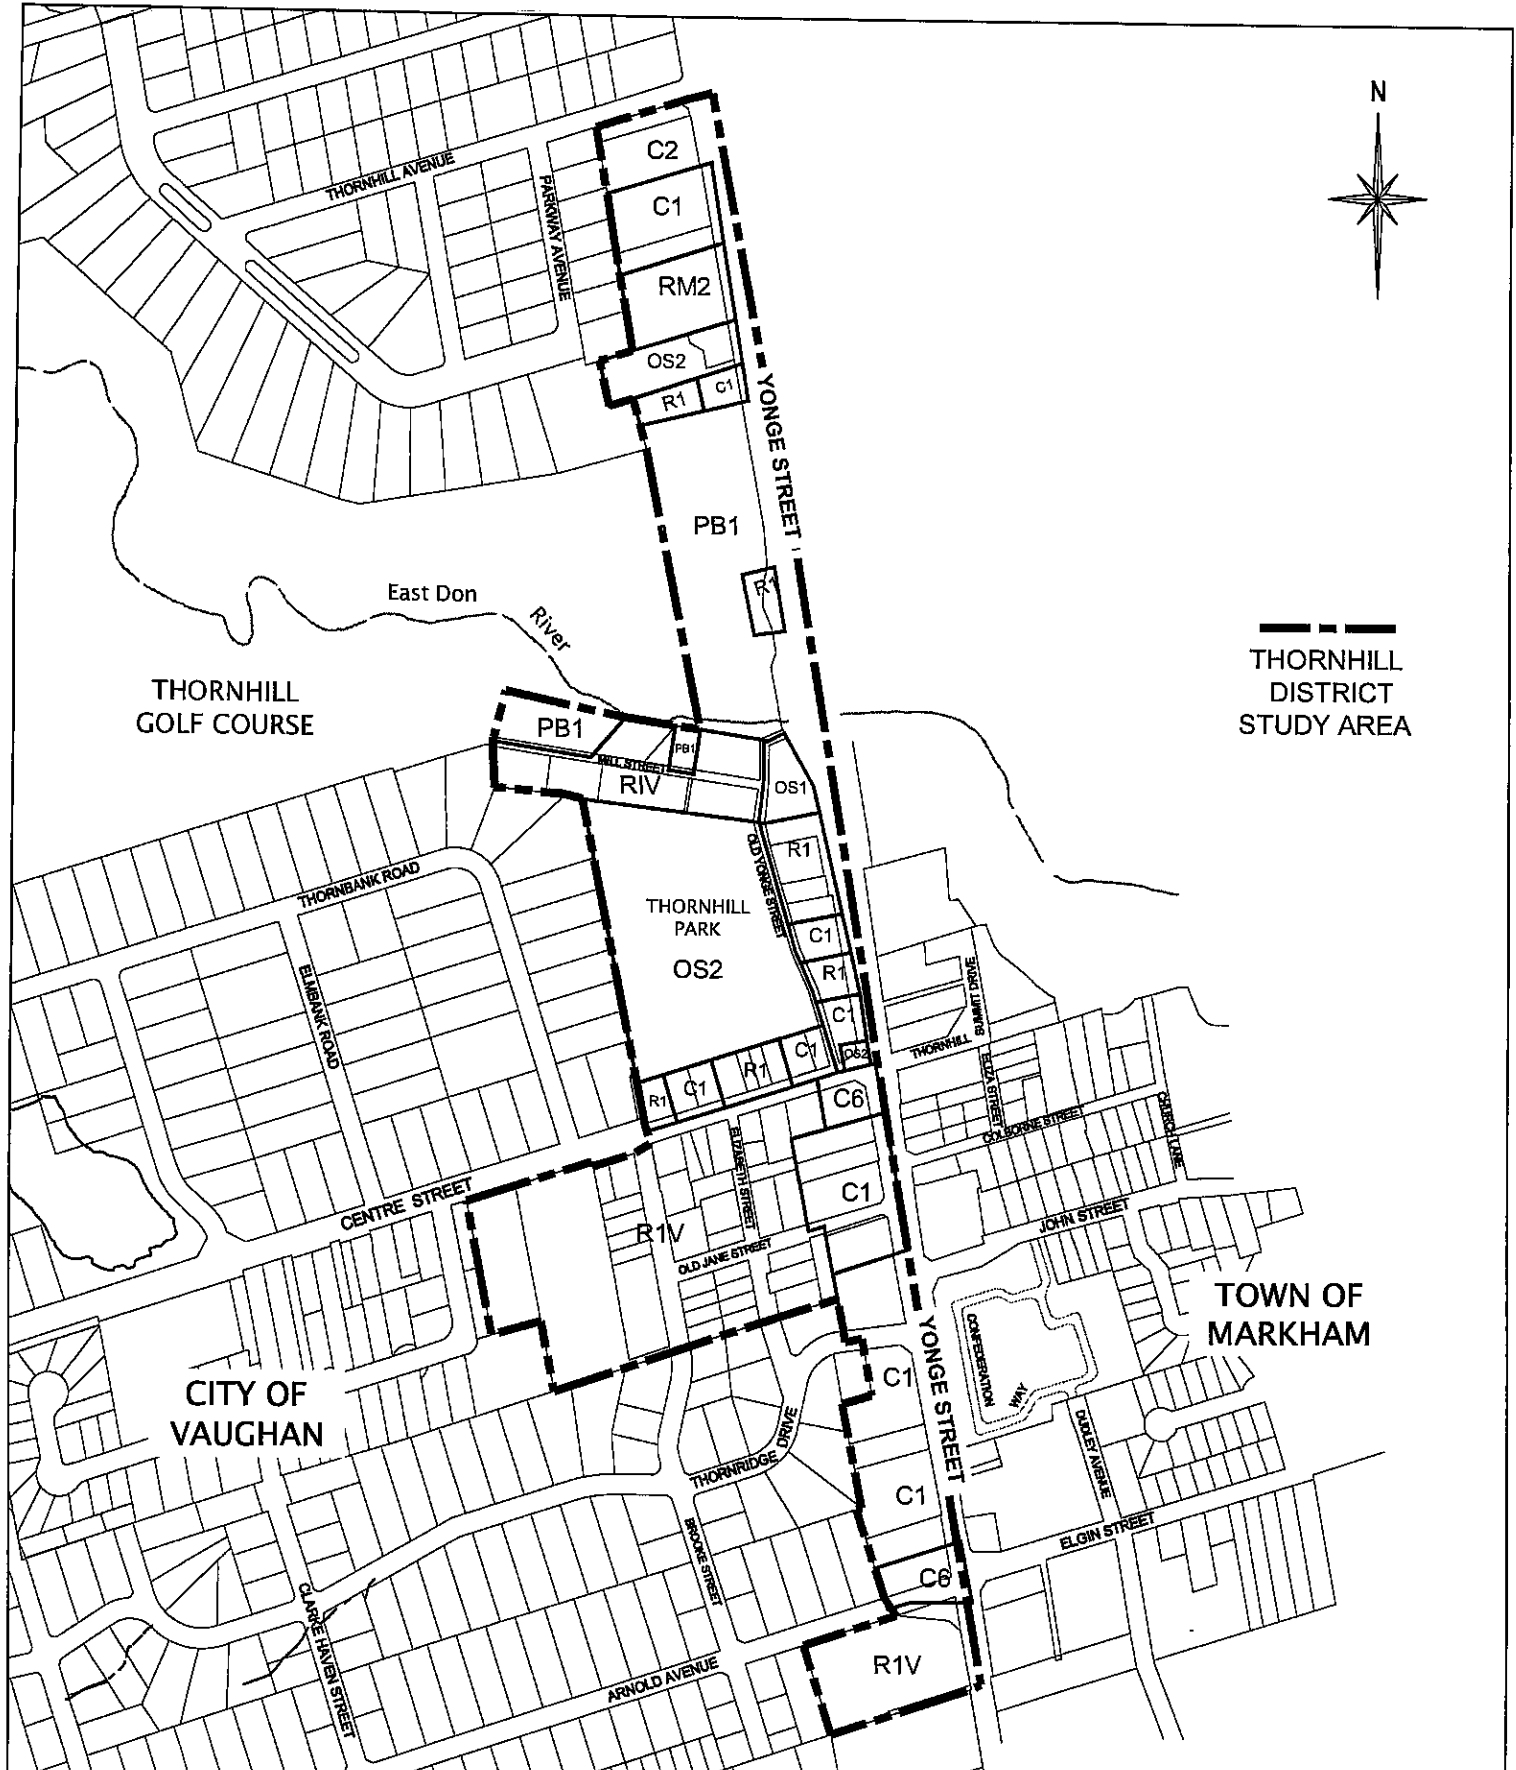 N
C2
THORNHILL AVENUE
PARKWAY AVENUE
C1
RM2
OS2
R1
C1
YONGE STREET
PB1
R1
East Don
River
THORNHILL
GOLF COURSE
THORNHILL
DISTRICT
STUDY AREA
PB1
PB1
MILL STREET
RIV
OS1
OLD YONGE STREET
R1
THORNBANK ROAD
THORNHILL
PARK
OS2
C1
R1
C1
OS2
ELMBANK ROAD
THORNHILL
SUMMIT DRIVE
ELIZA STREET
COLBORNE STREET
CHURCH LANE
R1
C1
R1
C1
C6
ELIZABETH STREET
C1
CENTRE STREET
R1V
OLD JANE STREET
JOHN STREET
TOWN OF
MARKHAM
CONFEDERATION
WAY
YONGE STREET
C1
CITY OF
VAUGHAN
THORNRIDGE DRIVE
DUDLEY AVENUE
C1
BROOKE STREET
ELGIN STREET
C6
CLARKE HAVEN STREET
ARNOLD AVENUE
R1V